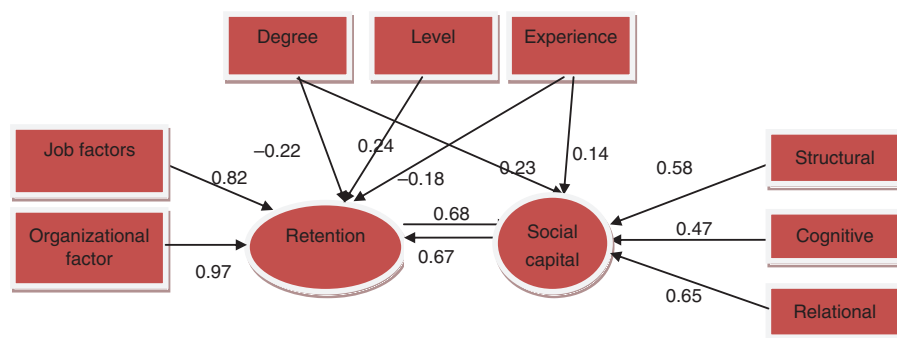 Degree
Level
Experience
Job factors
Organizational
factor
Retention
Social
capital
Structural
Cognitive
Relational
–0.22
0.24
–0.18
0.23
0.14
0.82
0.97
0.68
0.67
0.58
0.47
0.65